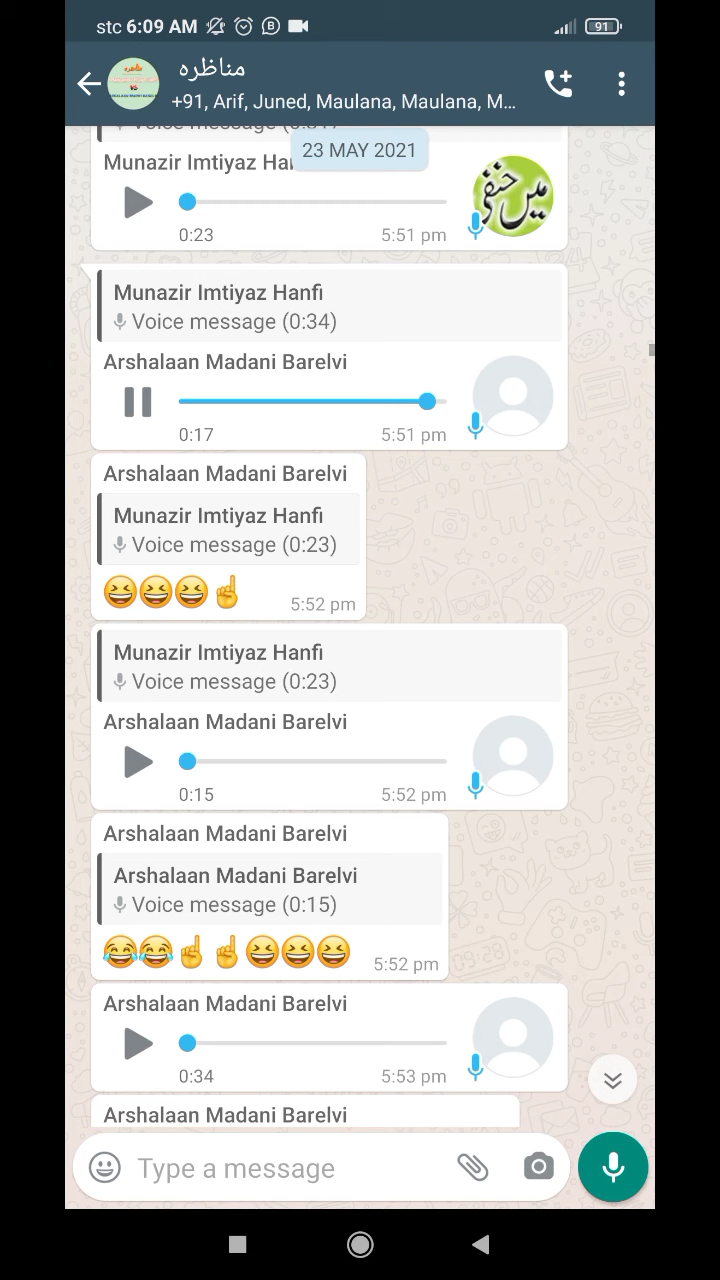 stc 6:09 AM
91
مناظرہ
+91, Arif, Juned, Maulana, Maulana, M...
23 MAY 2021
Munazir Imtiyaz Ha
میں حنفی
0:23 5:51 pm
Munazir Imtiyaz Hanfi
Voice message (0:34)
Arshalaan Madani Barelvi
0:17 5:51 pm
Arshalaan Madani Barelvi
Munazir Imtiyaz Hanfi
Voice message (0:23)
😆😆😆☝ 5:52 pm
Munazir Imtiyaz Hanfi
Voice message (0:23)
Arshalaan Madani Barelvi
0:15 5:52 pm
Arshalaan Madani Barelvi
Arshalaan Madani Barelvi
Voice message (0:15)
😂😂☝☝😆😆😆 5:52 pm
Arshalaan Madani Barelvi
0:34 5:53 pm
Arshalaan Madani Barelvi
Type a message